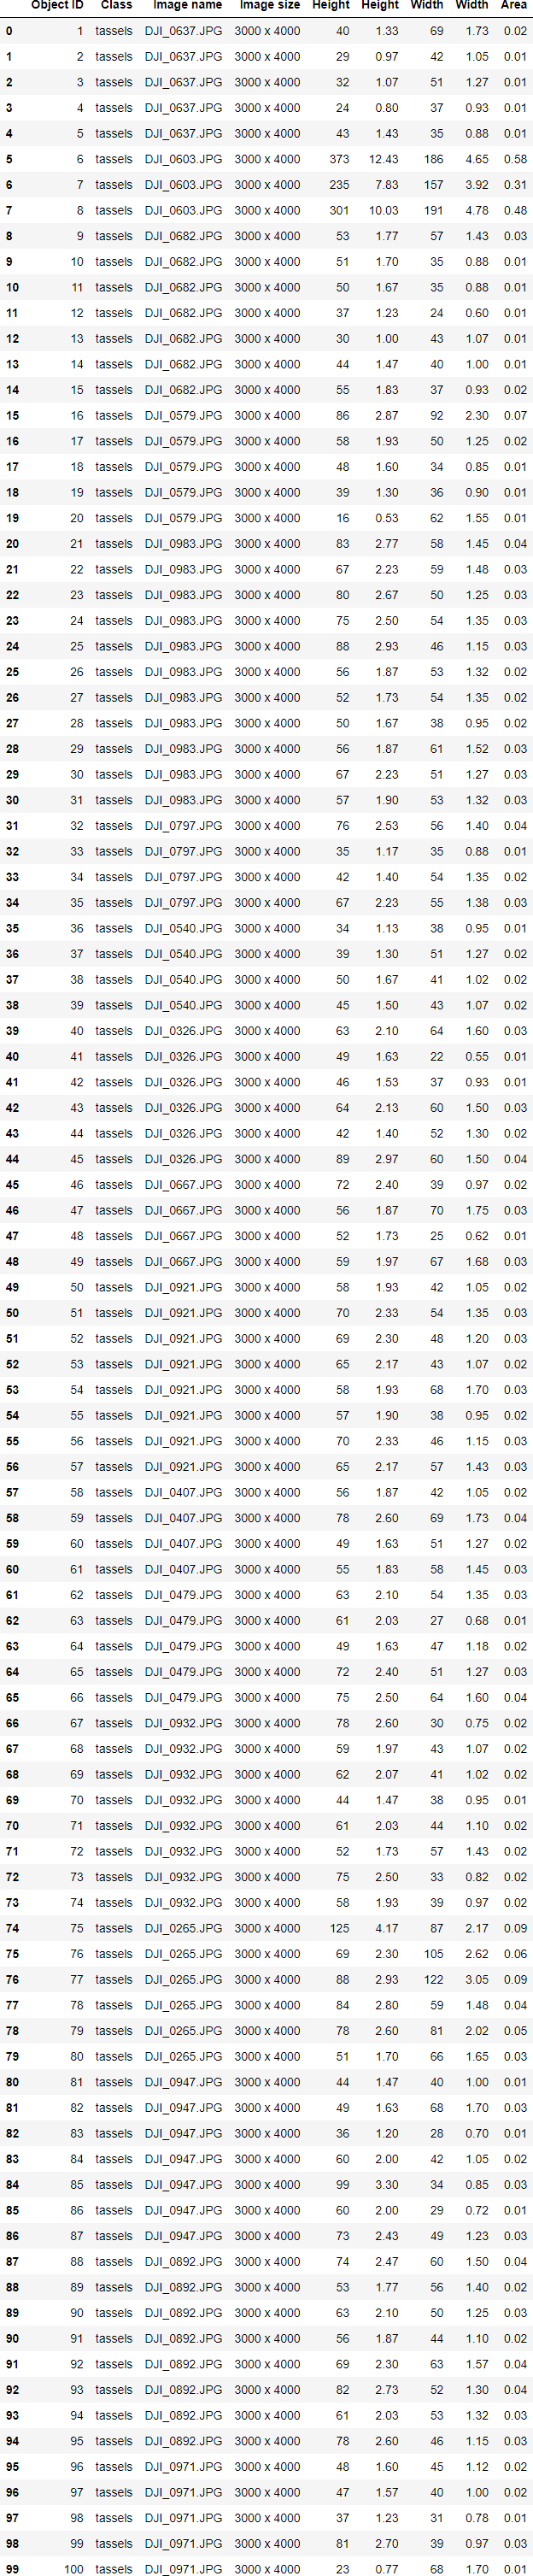 Object ID Class Image name Image size Height Height Width Width Area
0 1 tassels DJI_0637.JPG 3000 x 4000 40 1.33 69 1.73 0.02
1 2 tassels DJI_0637.JPG 3000 x 4000 29 0.97 42 1.05 0.01
2 3 tassels DJI_0637.JPG 3000 x 4000 32 1.07 51 1.27 0.01
3 4 tassels DJI_0637.JPG 3000 x 4000 24 0.80 37 0.93 0.01
4 5 tassels DJI_0637.JPG 3000 x 4000 43 1.43 35 0.88 0.01
5 6 tassels DJI_0603.JPG 3000 x 4000 373 12.43 186 4.65 0.58
6 7 tassels DJI_0603.JPG 3000 x 4000 235 7.83 157 3.92 0.31
7 8 tassels DJI_0603.JPG 3000 x 4000 301 10.03 191 4.78 0.48
8 9 tassels DJI_0682.JPG 3000 x 4000 53 1.77 57 1.43 0.03
9 10 tassels DJI_0682.JPG 3000 x 4000 51 1.70 35 0.88 0.01
10 11 tassels DJI_0682.JPG 3000 x 4000 50 1.67 35 0.88 0.01
11 12 tassels DJI_0682.JPG 3000 x 4000 37 1.23 24 0.60 0.01
12 13 tassels DJI_0682.JPG 3000 x 4000 30 1.00 43 1.07 0.01
13 14 tassels DJI_0682.JPG 3000 x 4000 44 1.47 40 1.00 0.01
14 15 tassels DJI_0682.JPG 3000 x 4000 55 1.83 37 0.93 0.02
15 16 tassels DJI_0579.JPG 3000 x 4000 86 2.87 92 2.30 0.07
16 17 tassels DJI_0579.JPG 3000 x 4000 58 1.93 50 1.25 0.02
17 18 tassels DJI_0579.JPG 3000 x 4000 48 1.60 34 0.85 0.01
18 19 tassels DJI_0579.JPG 3000 x 4000 39 1.30 36 0.90 0.01
19 20 tassels DJI_0579.JPG 3000 x 4000 16 0.53 62 1.55 0.01
20 21 tassels DJI_0983.JPG 3000 x 4000 83 2.77 58 1.45 0.04
21 22 tassels DJI_0983.JPG 3000 x 4000 67 2.23 59 1.48 0.03
22 23 tassels DJI_0983.JPG 3000 x 4000 80 2.67 50 1.25 0.03
23 24 tassels DJI_0983.JPG 3000 x 4000 75 2.50 54 1.35 0.03
24 25 tassels DJI_0983.JPG 3000 x 4000 88 2.93 46 1.15 0.03
25 26 tassels DJI_0983.JPG 3000 x 4000 56 1.87 53 1.32 0.02
26 27 tassels DJI_0983.JPG 3000 x 4000 52 1.73 54 1.35 0.02
27 28 tassels DJI_0983.JPG 3000 x 4000 50 1.67 38 0.95 0.02
28 29 tassels DJI_0983.JPG 3000 x 4000 56 1.87 61 1.52 0.03
29 30 tassels DJI_0983.JPG 3000 x 4000 67 2.23 51 1.27 0.03
30 31 tassels DJI_0983.JPG 3000 x 4000 57 1.90 53 1.32 0.03
31 32 tassels DJI_0797.JPG 3000 x 4000 76 2.53 56 1.40 0.04
32 33 tassels DJI_0797.JPG 3000 x 4000 35 1.17 35 0.88 0.01
33 34 tassels DJI_0797.JPG 3000 x 4000 42 1.40 54 1.35 0.02
34 35 tassels DJI_0797.JPG 3000 x 4000 67 2.23 55 1.38 0.03
35 36 tassels DJI_0540.JPG 3000 x 4000 34 1.13 38 0.95 0.01
36 37 tassels DJI_0540.JPG 3000 x 4000 39 1.30 51 1.27 0.02
37 38 tassels DJI_0540.JPG 3000 x 4000 50 1.67 41 1.02 0.02
38 39 tassels DJI_0540.JPG 3000 x 4000 45 1.50 43 1.07 0.02
39 40 tassels DJI_0326.JPG 3000 x 4000 63 2.10 64 1.60 0.03
40 41 tassels DJI_0326.JPG 3000 x 4000 49 1.63 22 0.55 0.01
41 42 tassels DJI_0326.JPG 3000 x 4000 46 1.53 37 0.93 0.01
42 43 tassels DJI_0326.JPG 3000 x 4000 64 2.13 60 1.50 0.03
43 44 tassels DJI_0326.JPG 3000 x 4000 42 1.40 52 1.30 0.02
44 45 tassels DJI_0326.JPG 3000 x 4000 89 2.97 60 1.50 0.04
45 46 tassels DJI_0667.JPG 3000 x 4000 72 2.40 39 0.97 0.02
46 47 tassels DJI_0667.JPG 3000 x 4000 56 1.87 70 1.75 0.03
47 48 tassels DJI_0667.JPG 3000 x 4000 52 1.73 25 0.62 0.01
48 49 tassels DJI_0667.JPG 3000 x 4000 59 1.97 67 1.68 0.03
49 50 tassels DJI_0921.JPG 3000 x 4000 58 1.93 42 1.05 0.02
50 51 tassels DJI_0921.JPG 3000 x 4000 70 2.33 54 1.35 0.03
51 52 tassels DJI_0921.JPG 3000 x 4000 69 2.30 48 1.20 0.03
52 53 tassels DJI_0921.JPG 3000 x 4000 65 2.17 43 1.07 0.02
53 54 tassels DJI_0921.JPG 3000 x 4000 58 1.93 68 1.70 0.03
54 55 tassels DJI_0921.JPG 3000 x 4000 57 1.90 38 0.95 0.02
55 56 tassels DJI_0921.JPG 3000 x 4000 70 2.33 46 1.15 0.03
56 57 tassels DJI_0921.JPG 3000 x 4000 65 2.17 57 1.43 0.03
57 58 tassels DJI_0407.JPG 3000 x 4000 56 1.87 42 1.05 0.02
58 59 tassels DJI_0407.JPG 3000 x 4000 78 2.60 69 1.73 0.04
59 60 tassels DJI_0407.JPG 3000 x 4000 49 1.63 51 1.27 0.02
60 61 tassels DJI_0407.JPG 3000 x 4000 55 1.83 58 1.45 0.03
61 62 tassels DJI_0479.JPG 3000 x 4000 63 2.10 54 1.35 0.03
62 63 tassels DJI_0479.JPG 3000 x 4000 61 2.03 27 0.68 0.01
63 64 tassels DJI_0479.JPG 3000 x 4000 49 1.63 47 1.18 0.02
64 65 tassels DJI_0479.JPG 3000 x 4000 72 2.40 51 1.27 0.03
65 66 tassels DJI_0479.JPG 3000 x 4000 75 2.50 64 1.60 0.04
66 67 tassels DJI_0932.JPG 3000 x 4000 78 2.60 30 0.75 0.02
67 68 tassels DJI_0932.JPG 3000 x 4000 59 1.97 43 1.07 0.02
68 69 tassels DJI_0932.JPG 3000 x 4000 62 2.07 41 1.02 0.02
69 70 tassels DJI_0932.JPG 3000 x 4000 44 1.47 38 0.95 0.01
70 71 tassels DJI_0932.JPG 3000 x 4000 61 2.03 44 1.10 0.02
71 72 tassels DJI_0932.JPG 3000 x 4000 52 1.73 57 1.43 0.02
72 73 tassels DJI_0932.JPG 3000 x 4000 75 2.50 33 0.82 0.02
73 74 tassels DJI_0932.JPG 3000 x 4000 58 1.93 39 0.97 0.02
74 75 tassels DJI_0265.JPG 3000 x 4000 125 4.17 87 2.17 0.09
75 76 tassels DJI_0265.JPG 3000 x 4000 69 2.30 105 2.62 0.06
76 77 tassels DJI_0265.JPG 3000 x 4000 88 2.93 122 3.05 0.09
77 78 tassels DJI_0265.JPG 3000 x 4000 84 2.80 59 1.48 0.04
78 79 tassels DJI_0265.JPG 3000 x 4000 78 2.60 81 2.02 0.05
79 80 tassels DJI_0265.JPG 3000 x 4000 51 1.70 66 1.65 0.03
80 81 tassels DJI_0947.JPG 3000 x 4000 44 1.47 40 1.00 0.01
81 82 tassels DJI_0947.JPG 3000 x 4000 49 1.63 68 1.70 0.03
82 83 tassels DJI_0947.JPG 3000 x 4000 36 1.20 28 0.70 0.01
83 84 tassels DJI_0947.JPG 3000 x 4000 60 2.00 42 1.05 0.02
84 85 tassels DJI_0947.JPG 3000 x 4000 99 3.30 34 0.85 0.03
85 86 tassels DJI_0947.JPG 3000 x 4000 60 2.00 29 0.72 0.01
86 87 tassels DJI_0947.JPG 3000 x 4000 73 2.43 49 1.23 0.03
87 88 tassels DJI_0892.JPG 3000 x 4000 74 2.47 60 1.50 0.04
88 89 tassels DJI_0892.JPG 3000 x 4000 53 1.77 56 1.40 0.02
89 90 tassels DJI_0892.JPG 3000 x 4000 63 2.10 50 1.25 0.03
90 91 tassels DJI_0892.JPG 3000 x 4000 56 1.87 44 1.10 0.02
91 92 tassels DJI_0892.JPG 3000 x 4000 69 2.30 63 1.57 0.04
92 93 tassels DJI_0892.JPG 3000 x 4000 82 2.73 52 1.30 0.04
93 94 tassels DJI_0892.JPG 3000 x 4000 61 2.03 53 1.32 0.03
94 95 tassels DJI_0892.JPG 3000 x 4000 78 2.60 46 1.15 0.03
95 96 tassels DJI_0971.JPG 3000 x 4000 48 1.60 45 1.12 0.02
96 97 tassels DJI_0971.JPG 3000 x 4000 47 1.57 40 1.00 0.02
97 98 tassels DJI_0971.JPG 3000 x 4000 37 1.23 31 0.78 0.01
98 99 tassels DJI_0971.JPG 3000 x 4000 81 2.70 39 0.97 0.03
99 100 tassels DJI_0971.JPG 3000 x 4000 23 0.77 68 1.70 0.01